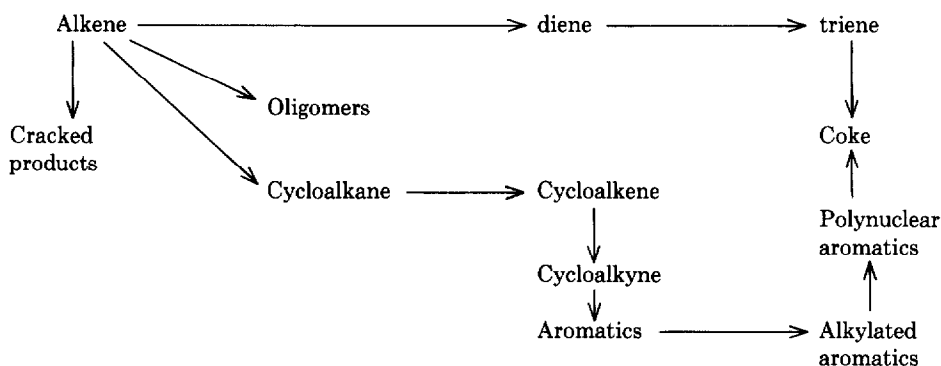 Alkene
diene
triene
Oligomers
Cracked
products
Coke
Cycloalkane
Cycloalkene
Polynuclear
aromatics
Cycloalkyne
Aromatics
Alkylated
aromatics